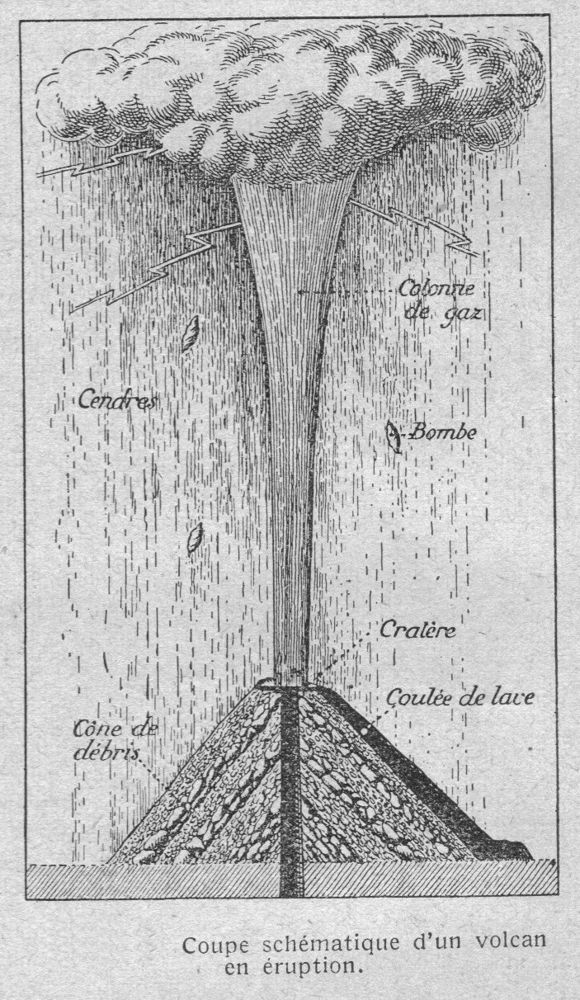 Colonne
de gaz
Cendres
Bombe
Cratère
Coulée de lave
Cône de
débris
Coupe schématique d'un volcan
en éruption.